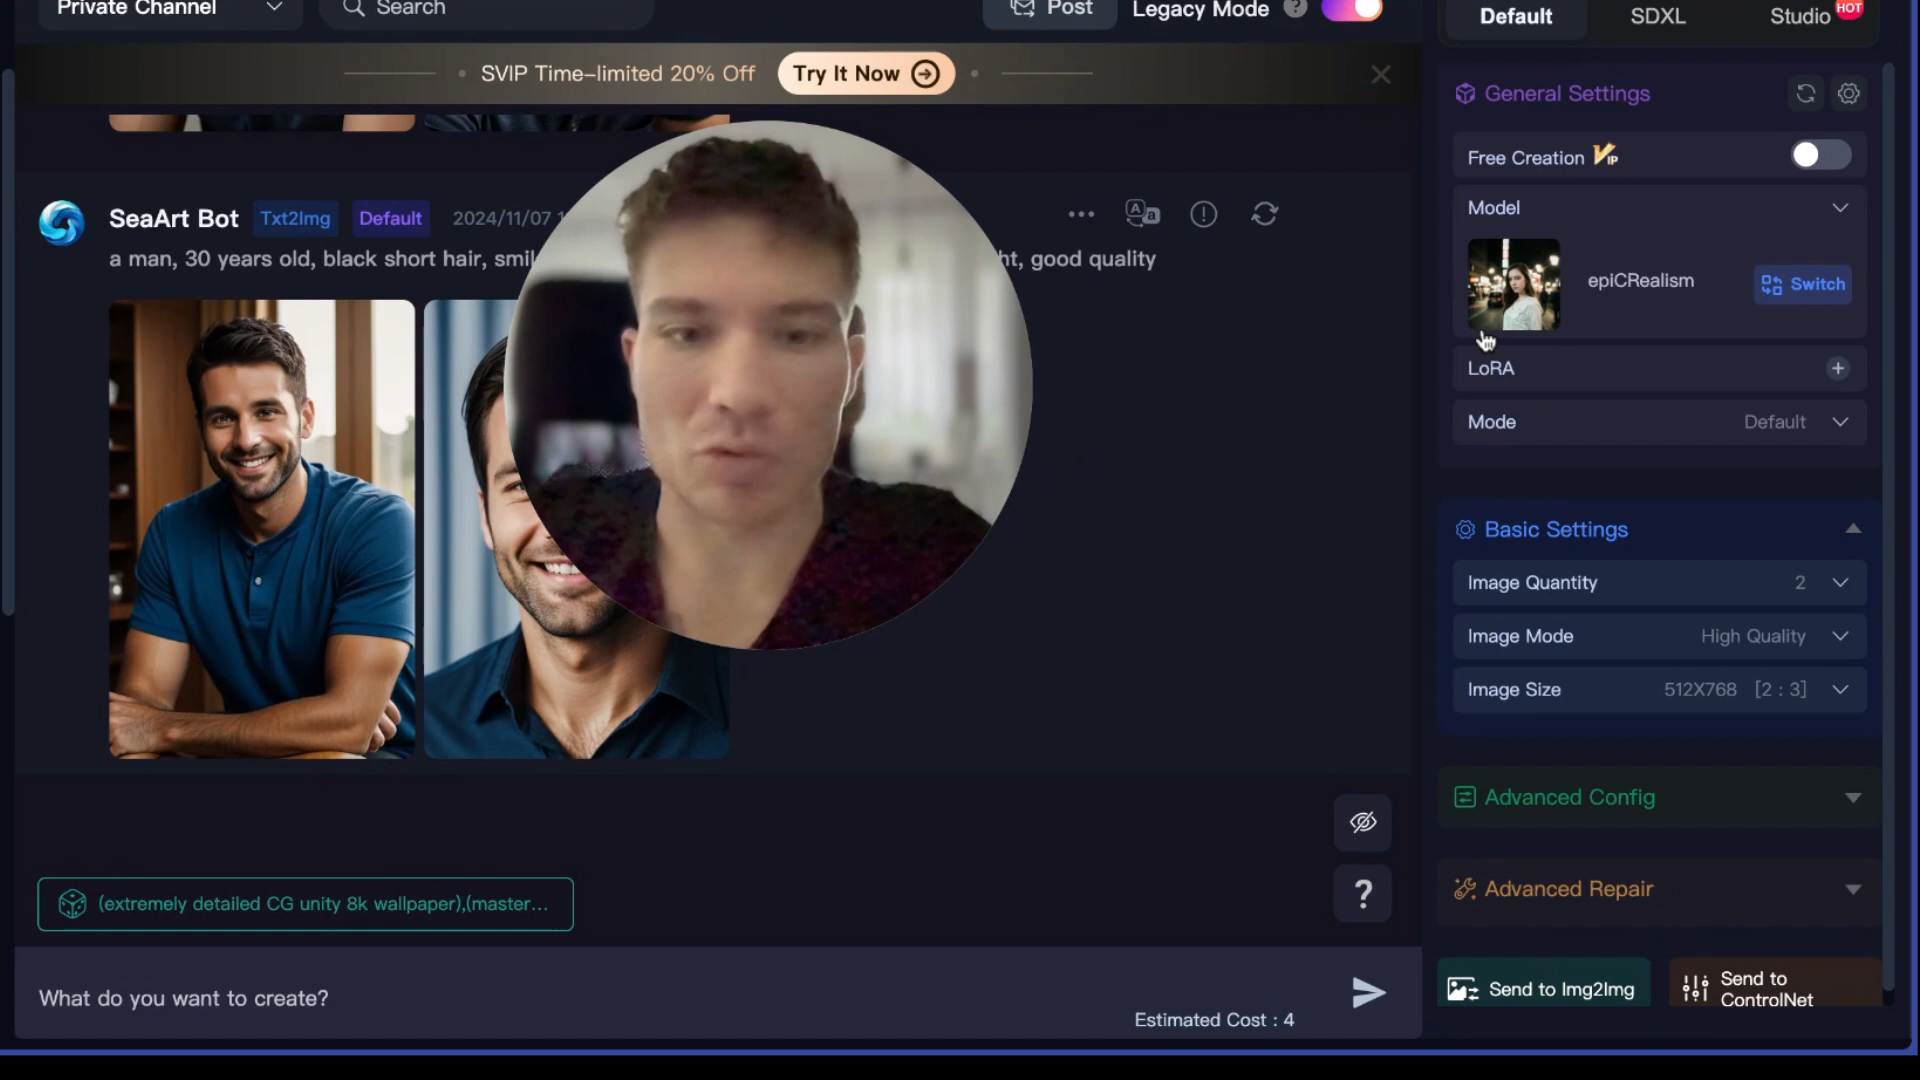 Private Channel
Search
Post
Legacy Mode
?
Default
SDXL
Studio
HOT
SVIP Time-limited 20% Off
Try It Now
General Settings
Free Creation VIP
Model
epiCRealism
Switch
LoRA
Mode
Default
SeaArt Bot
Txt2Img
Default
2024/11/07
a man, 30 years old, black short hair, smil
ht, good quality
Basic Settings
Image Quantity
2
Image Mode
High Quality
Image Size
512X768 [2 : 3]
Advanced Config
Advanced Repair
Send to Img2Img
Send to
ControlNet
(extremely detailed CG unity 8k wallpaper),(master...
?
What do you want to create?
Estimated Cost : 4